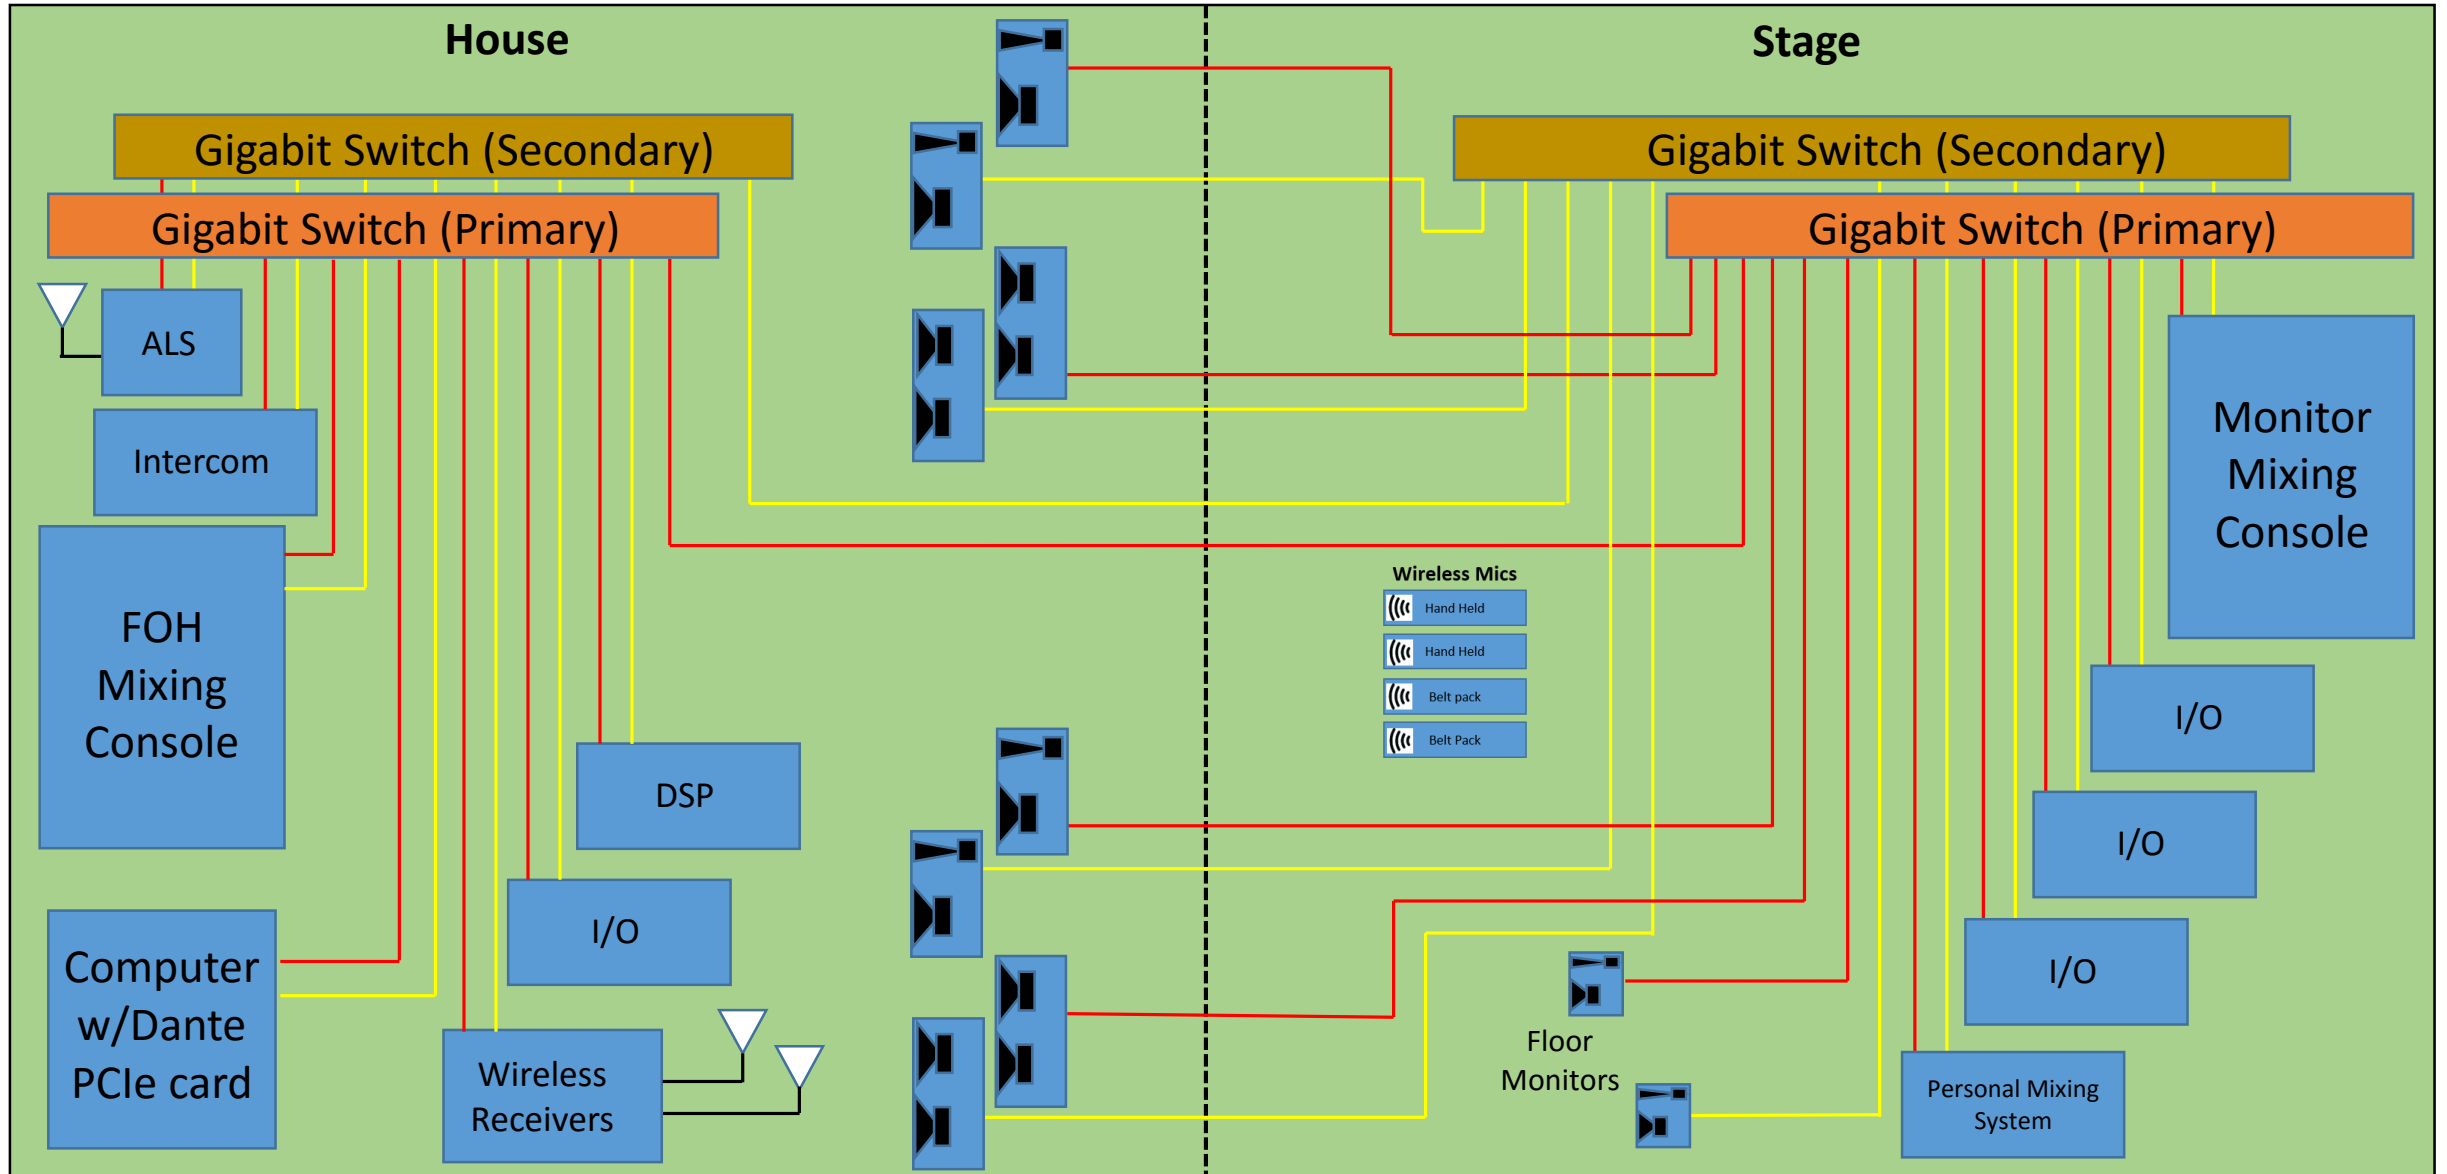 House
Stage
Gigabit Switch (Secondary)
Gigabit Switch (Primary)
ALS
Intercom
FOH
Mixing
Console
Computer
w/Dante
PCIe card
DSP
I/O
Wireless
Receivers
Gigabit Switch (Secondary)
Gigabit Switch (Primary)
Wireless Mics
Hand Held
Hand Held
Belt pack
Belt Pack
Floor
Monitors
Monitor
Mixing
Console
I/O
I/O
I/O
Personal Mixing
System